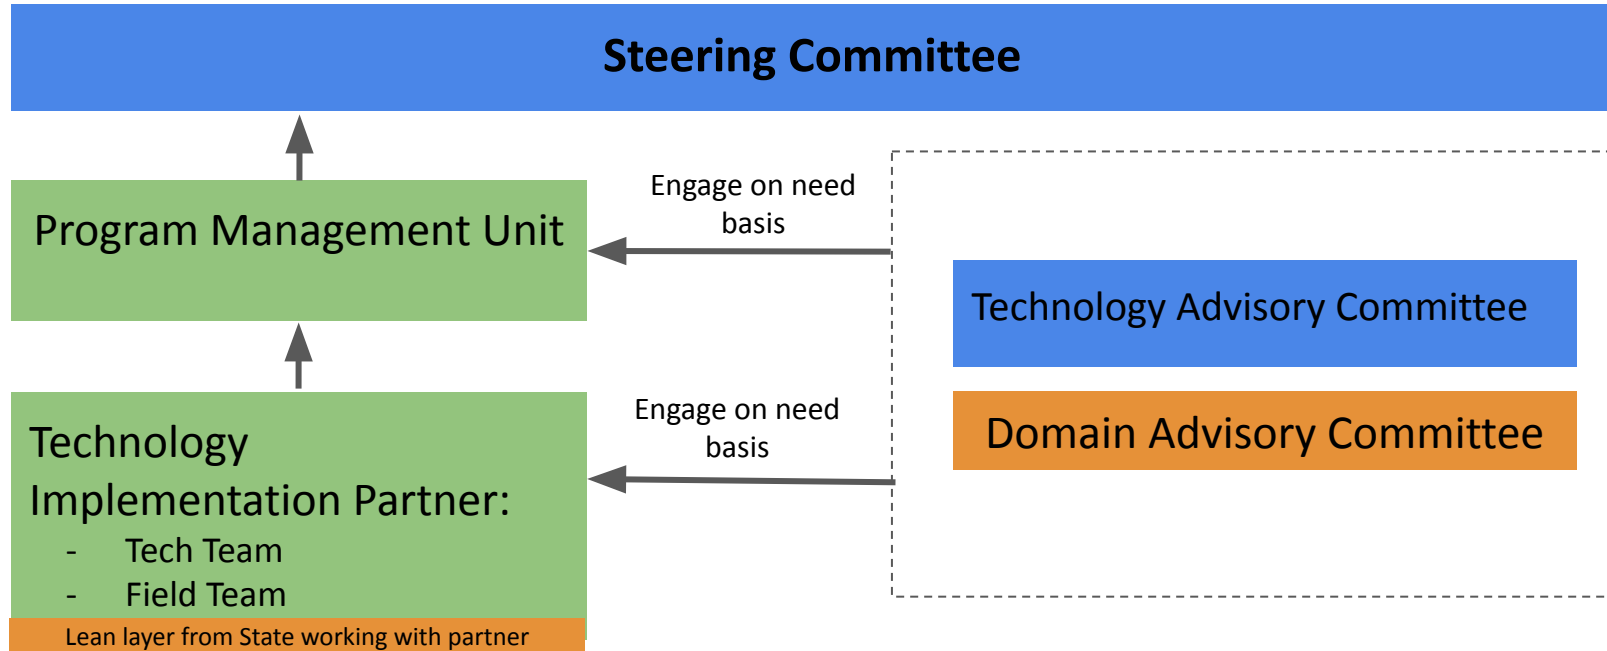 Steering Committee
Program Management Unit
Engage on need
basis
Technology Advisory Committee
Domain Advisory Committee
Engage on need
basis
Technology
Implementation Partner:
- Tech Team
- Field Team
Lean layer from State working with partner